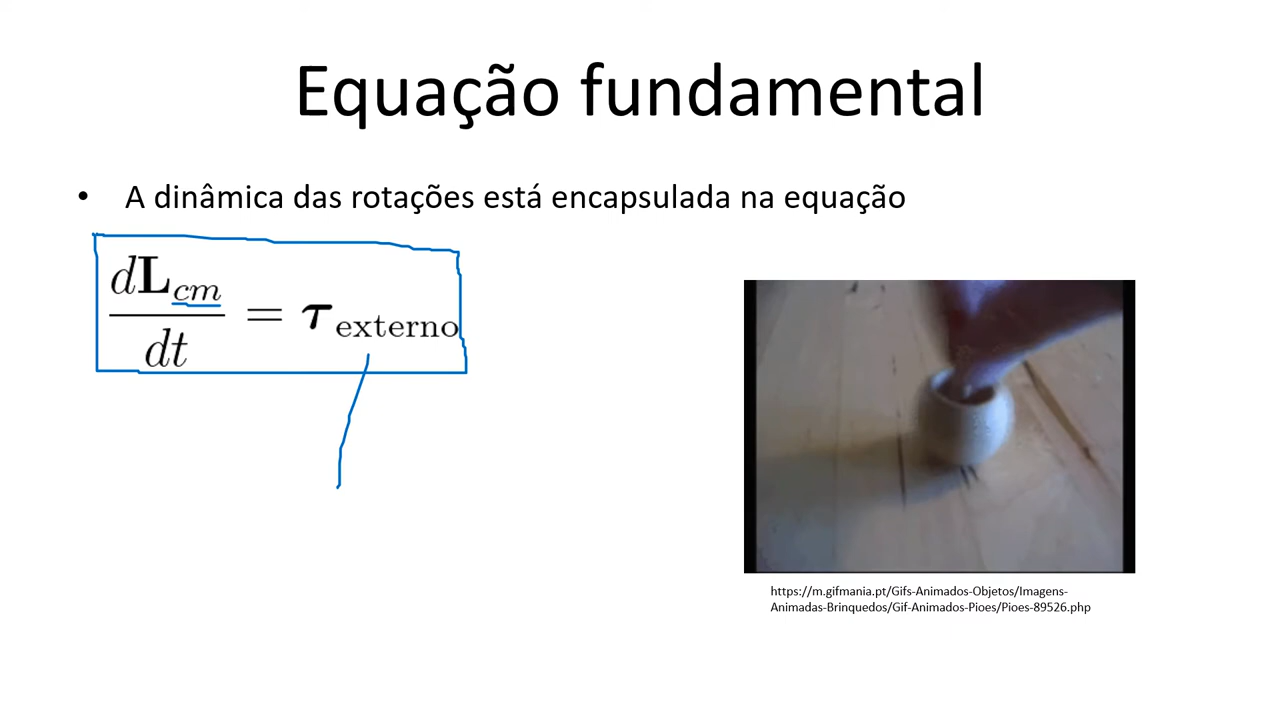 Equação fundamental
• A dinâmica das rotações está encapsulada na equação
d𝐋_cm / dt = 𝛕_externo
https://m.gifmania.pt/Gifs-Animados-Objetos/Imagens-
Animadas-Brinquedos/Gif-Animados-Pioes/Pioes-89526.php